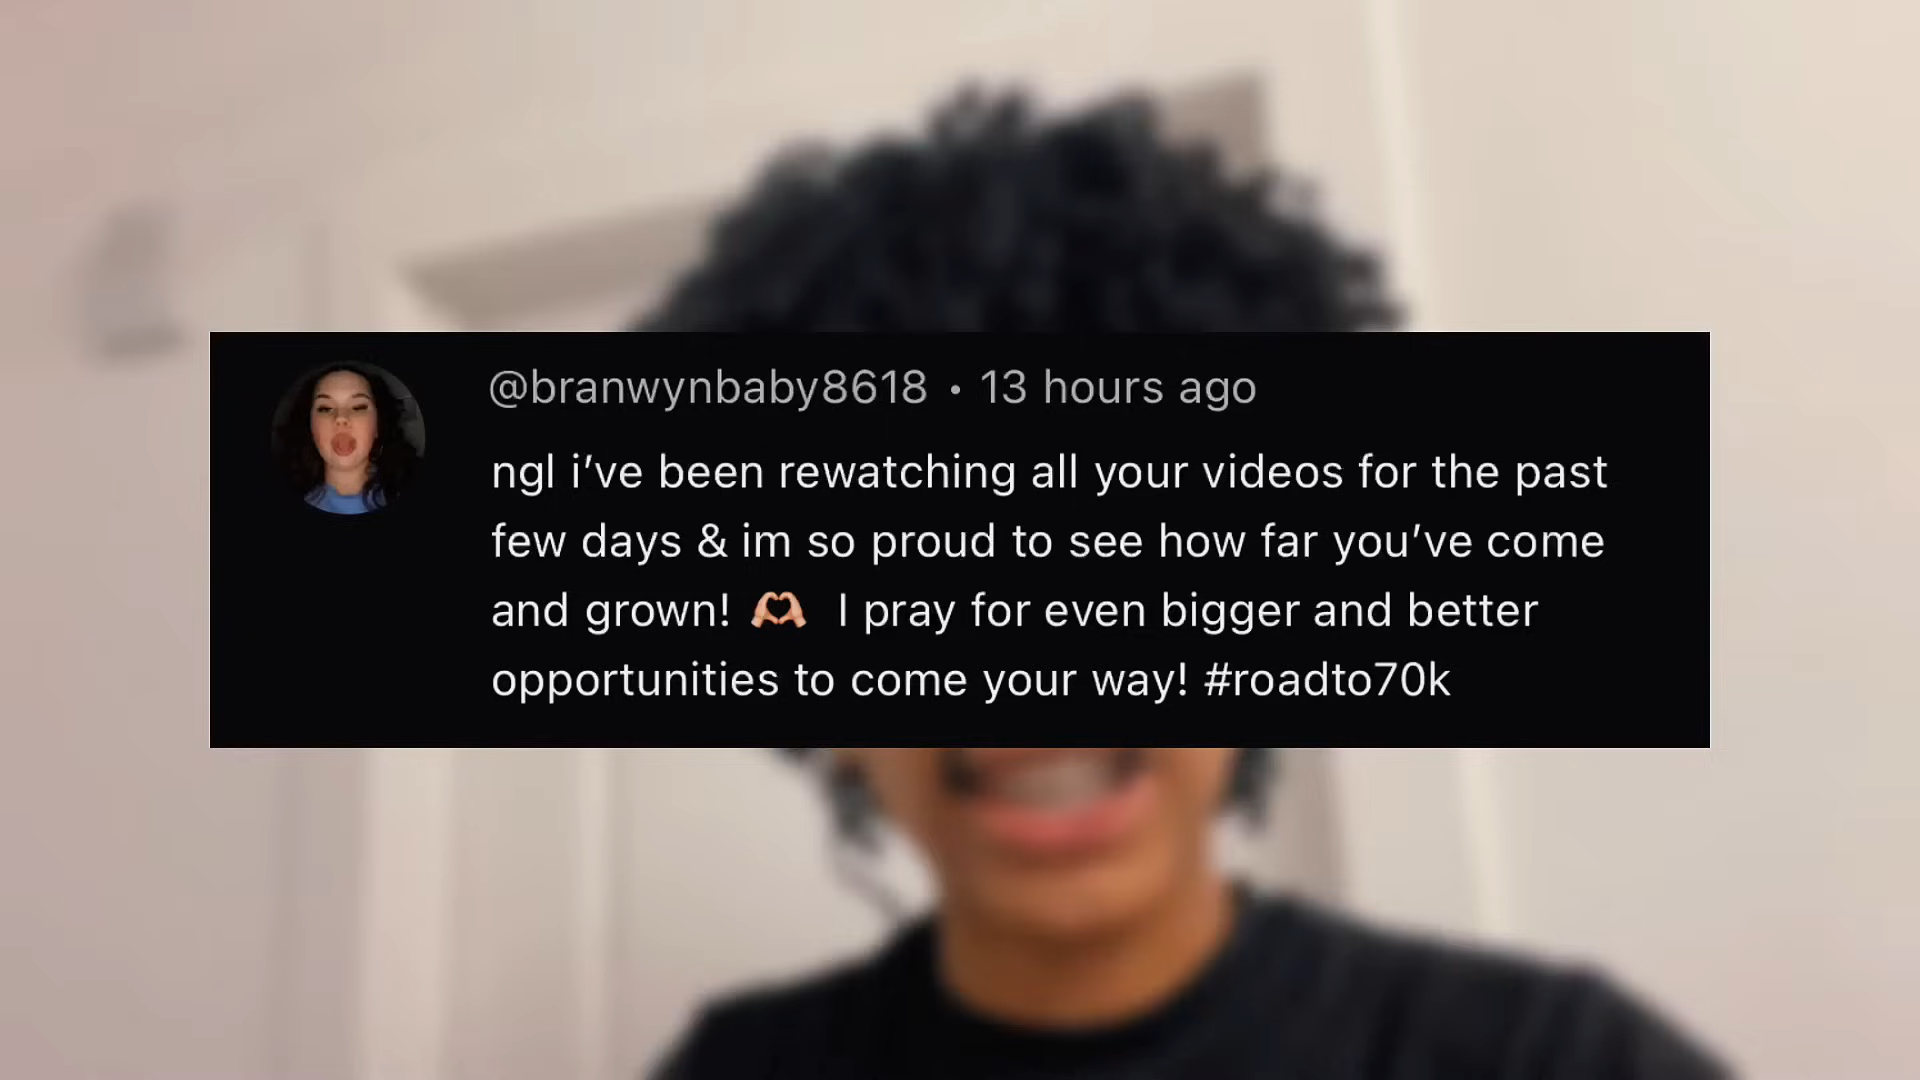 @branwynbaby8618 • 13 hours ago
ngl i’ve been rewatching all your videos for the past
few days & im so proud to see how far you’ve come
and grown! 🫶🏼 I pray for even bigger and better
opportunities to come your way! #roadto70k